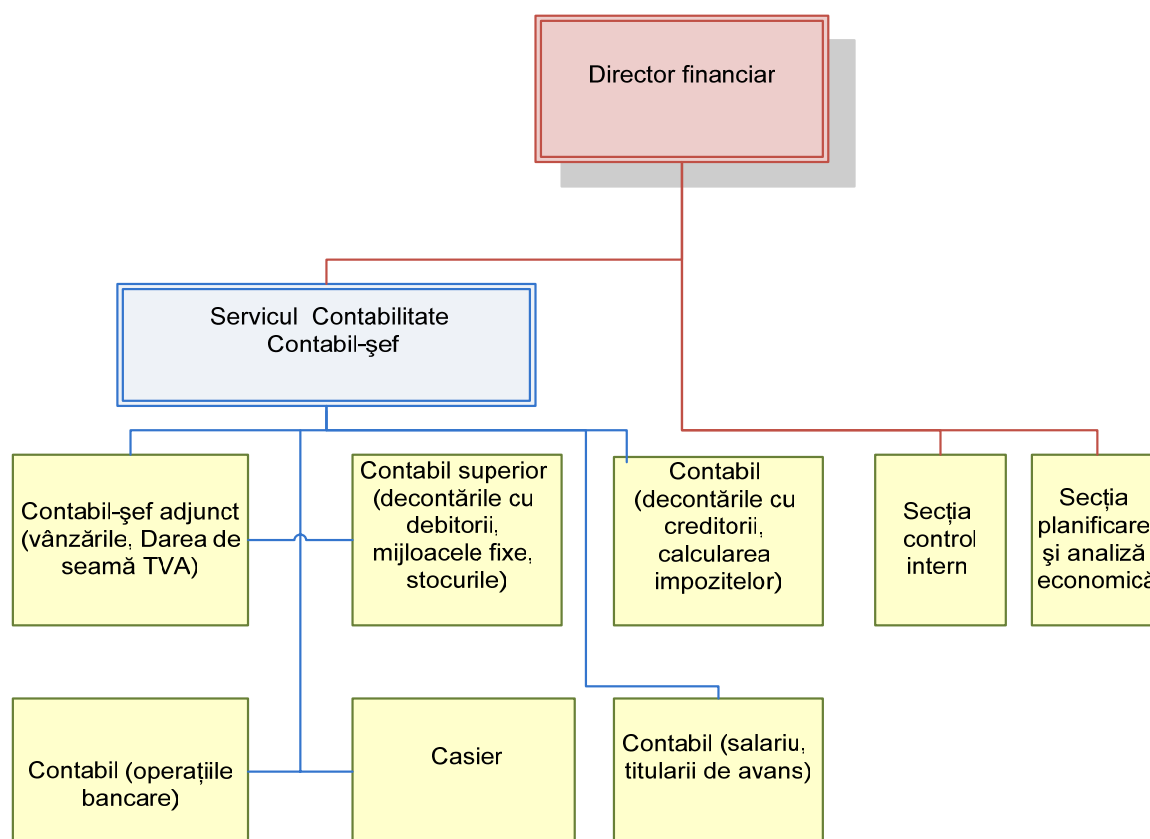 Director financiar
Servicul Contabilitate
Contabil-şef
Contabil-şef adjunct
(vânzările, Darea de
seamă TVA)
Contabil superior
(decontările cu
debitorii,
mijloacele fixe,
stocurile)
Contabil
(decontările cu
creditorii,
calcularea
impozitelor)
Secția
control
intern
Secția
planificare
şi analiză
economică
Contabil (operațiile
bancare)
Casier
Contabil (salariu,
titularii de avans)